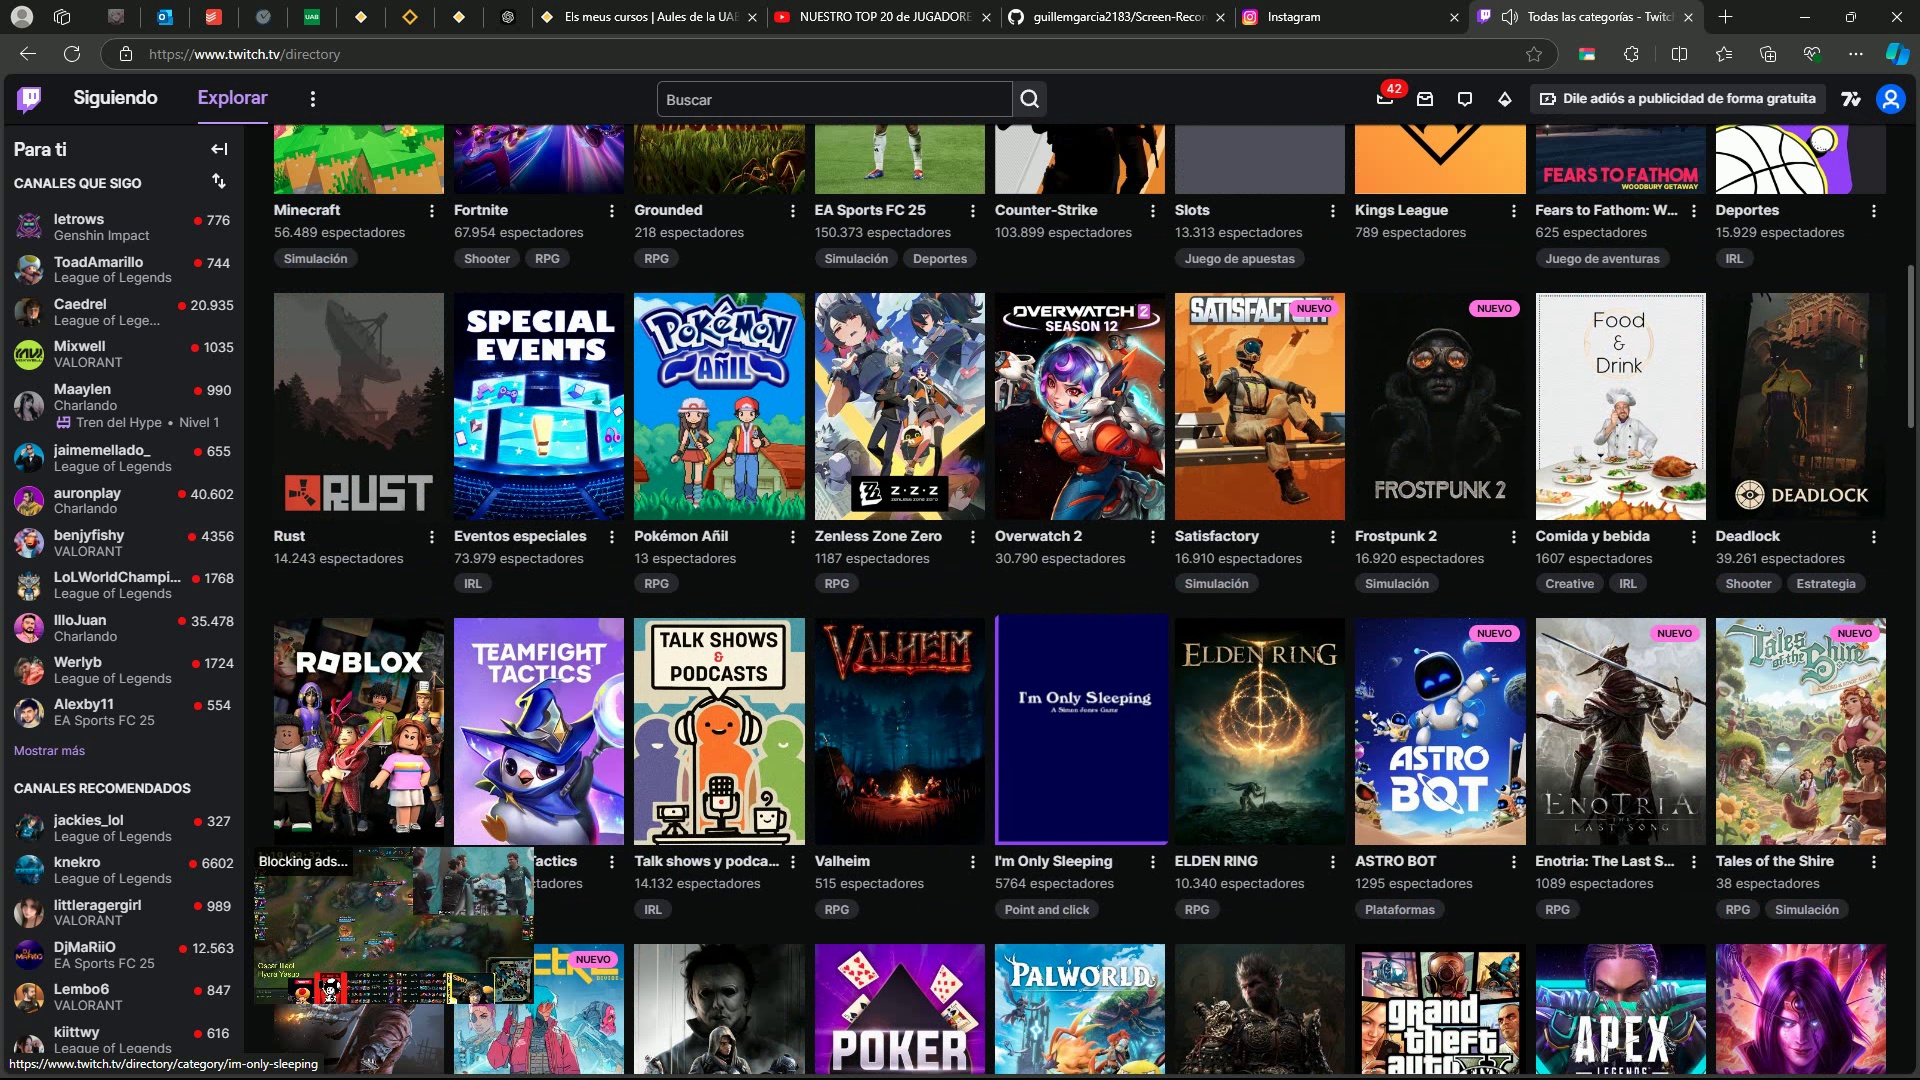 Els meus cursos | Aules de la UAB
NUESTRO TOP 20 de JUGADORE
guillemgarcia2183/Screen-Recor
Instagram
Todas las categorías - Twitch
https://www.twitch.tv/directory
Siguiendo
Explorar
Buscar
42
Dile adiós a publicidad de forma gratuita
Para ti
CANALES QUE SIGO
letrows
776
Genshin Impact
ToadAmarillo
744
League of Legends
Caedrel
20.935
League of Lege...
Mixwell
1035
VALORANT
Maaylen
990
Charlando
Tren del Hype • Nivel 1
jaimemellado_
655
League of Legends
auronplay
40.602
Charlando
benjyfishy
4356
VALORANT
LoLWorldChampi...
1768
League of Legends
IlloJuan
35.478
Charlando
Werlyb
1724
League of Legends
Alexby11
554
EA Sports FC 25
Mostrar más
CANALES RECOMENDADOS
jackies_lol
327
League of Legends
knekro
6602
League of Legends
littleragergirl
989
VALORANT
DjMaRiiO
12.563
EA Sports FC 25
Lembo6
847
VALORANT
kiittwy
616
League of Legends
https://www.twitch.tv/directory/category/im-only-sleeping
FEARS TO FATHOM
WOODBURY GETAWAY
Minecraft
56.489 espectadores
Simulación
Fortnite
67.954 espectadores
Shooter
RPG
Grounded
218 espectadores
RPG
EA Sports FC 25
150.373 espectadores
Simulación
Deportes
Counter-Strike
103.899 espectadores
Slots
13.313 espectadores
Juego de apuestas
Kings League
789 espectadores
Fears to Fathom: W...
625 espectadores
Juego de aventuras
Deportes
15.929 espectadores
IRL
RUST
Rust
14.243 espectadores
SPECIAL
EVENTS
Eventos especiales
73.979 espectadores
IRL
POKéMON
AÑIL
Pokémon Añil
13 espectadores
RPG
Z・Z・Z
ZENLESS ZONE ZERO
Zenless Zone Zero
1187 espectadores
RPG
OVERWATCH 2
SEASON 12
Overwatch 2
30.790 espectadores
NUEVO
Satisfactory
16.910 espectadores
Simulación
NUEVO
FROSTPUNK 2
Frostpunk 2
16.920 espectadores
Simulación
Food
&
Drink
Comida y bebida
1607 espectadores
Creative
IRL
DEADLOCK
Deadlock
39.261 espectadores
Shooter
Estrategia
ROBLOX
TEAMFIGHT
TACTICS
Tactics
TALK SHOWS
&
PODCASTS
Talk shows y podca...
14.132 espectadores
IRL
VALHEIM
Valheim
515 espectadores
RPG
I'm Only Sleeping
A Simon Jones Game
I'm Only Sleeping
5764 espectadores
Point and click
ELDEN RING
ELDEN RING
10.340 espectadores
RPG
NUEVO
ASTRO
BOT
ASTRO BOT
1295 espectadores
Plataformas
NUEVO
ENOTRIA
THE
LAST SONG
Enotria: The Last S...
1089 espectadores
RPG
NUEVO
Tales
of the Shire
Tales of the Shire
38 espectadores
RPG
Simulación
Blocking ads...
NUEVO
POKER
PALWORLD
grand
theft
auto
APEX
LEGENDS